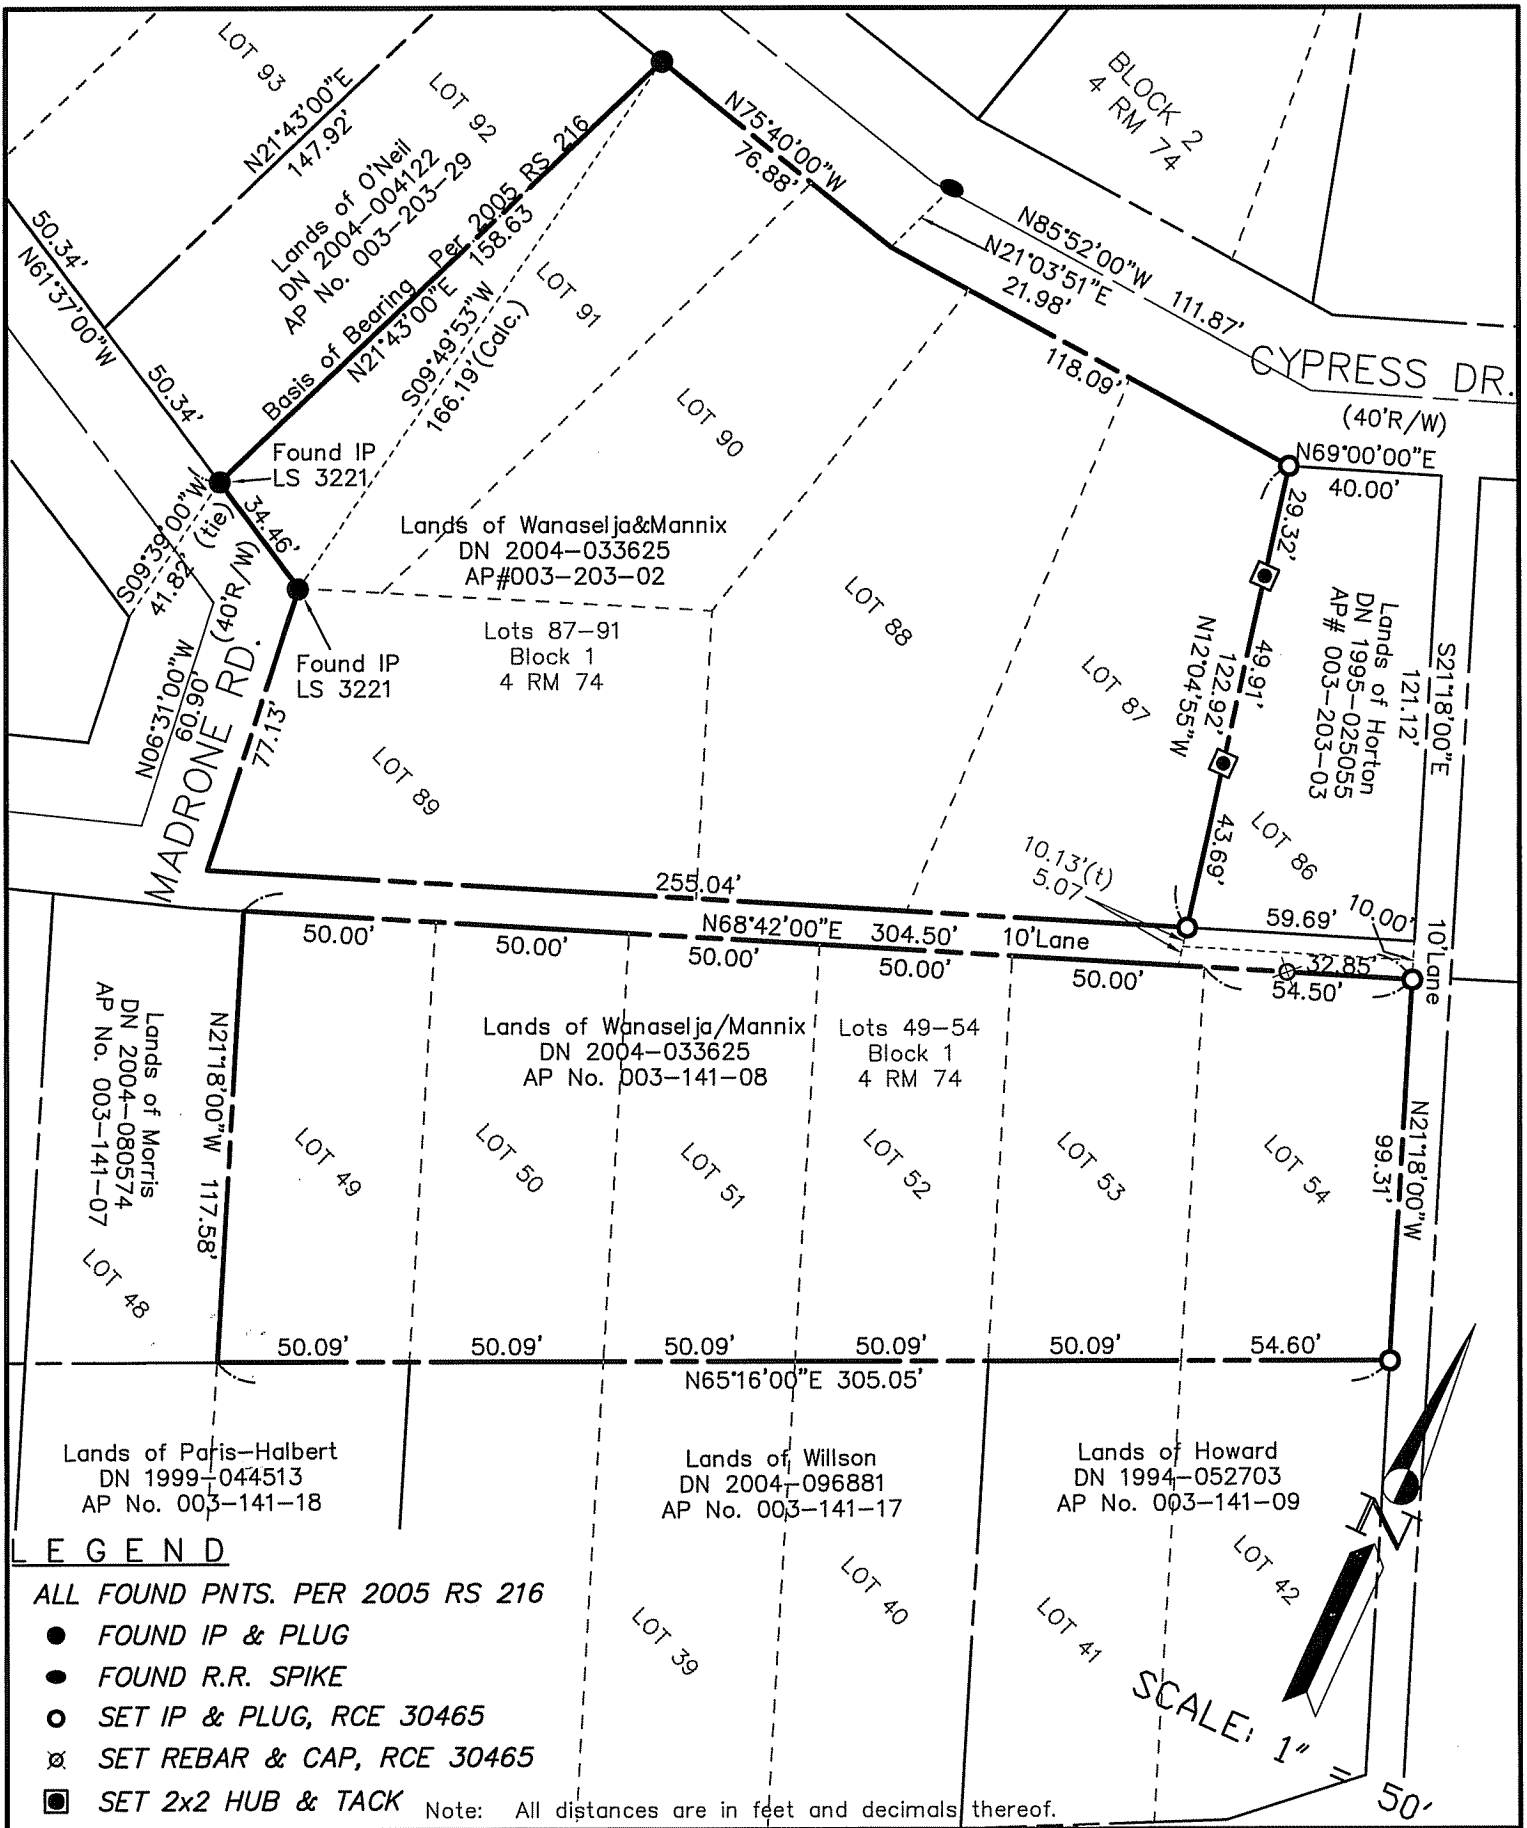 LOT 93
N21°43'00"E
147.92'
LOT 92
Lands of O'Neil
DN 2004-004122
AP No. 003-203-29
Basis of Bearing Per 2005 RS 216
N21°43'00"E 158.63
S09°49'53"W
166.19'(Calc.)
LOT 91
N75°40'00"W
76.88'
BLOCK 2
4 RM 74
N85°52'00"W 111.87'
N21°03'51"E
21.98'
118.09'
CYPRESS DR.
(40'R/W)
N69°00'00"E
40.00'
50.34'
N61°37'00"W
50.34'
Found IP
LS 3221
34.46'
S09°39'00"W
41.82' (tie)
(40'R/W)
LOT 90
Lands of Wanaselja&Mannix
DN 2004-033625
AP#003-203-02
Lots 87-91
Block 1
4 RM 74
Found IP
LS 3221
N06°31'00"W
60.90'
MADRONE RD.
77.13'
LOT 89
LOT 88
LOT 87
29.32'
49.91'
N12°04'55"W
122.92'
43.69'
Lands of Horton
DN 1995-025055
AP# 003-203-03
S21°18'00"E
121.12'
LOT 86
10.13'(t)
5.07
59.69'
10.00'
10'Lane
255.04'
N68°42'00"E 304.50' 10'Lane
50.00'
50.00'
50.00'
50.00'
50.00'
32.85'
54.50'
Lands of Morris
DN 2004-080574
AP No. 003-141-07
LOT 48
N21°18'00"W 117.58'
Lands of Wanaselja/Mannix
DN 2004-033625
AP No. 003-141-08
Lots 49-54
Block 1
4 RM 74
LOT 49
LOT 50
LOT 51
LOT 52
LOT 53
LOT 54
N21°18'00"W
99.31'
50.09'
50.09'
50.09'
50.09'
50.09'
54.60'
N65°16'00"E 305.05'
Lands of Paris-Halbert
DN 1999-044513
AP No. 003-141-18
Lands of Willson
DN 2004-096881
AP No. 003-141-17
Lands of Howard
DN 1994-052703
AP No. 003-141-09
LOT 39
LOT 40
LOT 41
LOT 42
N
SCALE: 1" = 50'
LEGEND
ALL FOUND PNTS. PER 2005 RS 216
FOUND IP & PLUG
FOUND R.R. SPIKE
SET IP & PLUG, RCE 30465
SET REBAR & CAP, RCE 30465
SET 2x2 HUB & TACK
Note: All distances are in feet and decimals thereof.